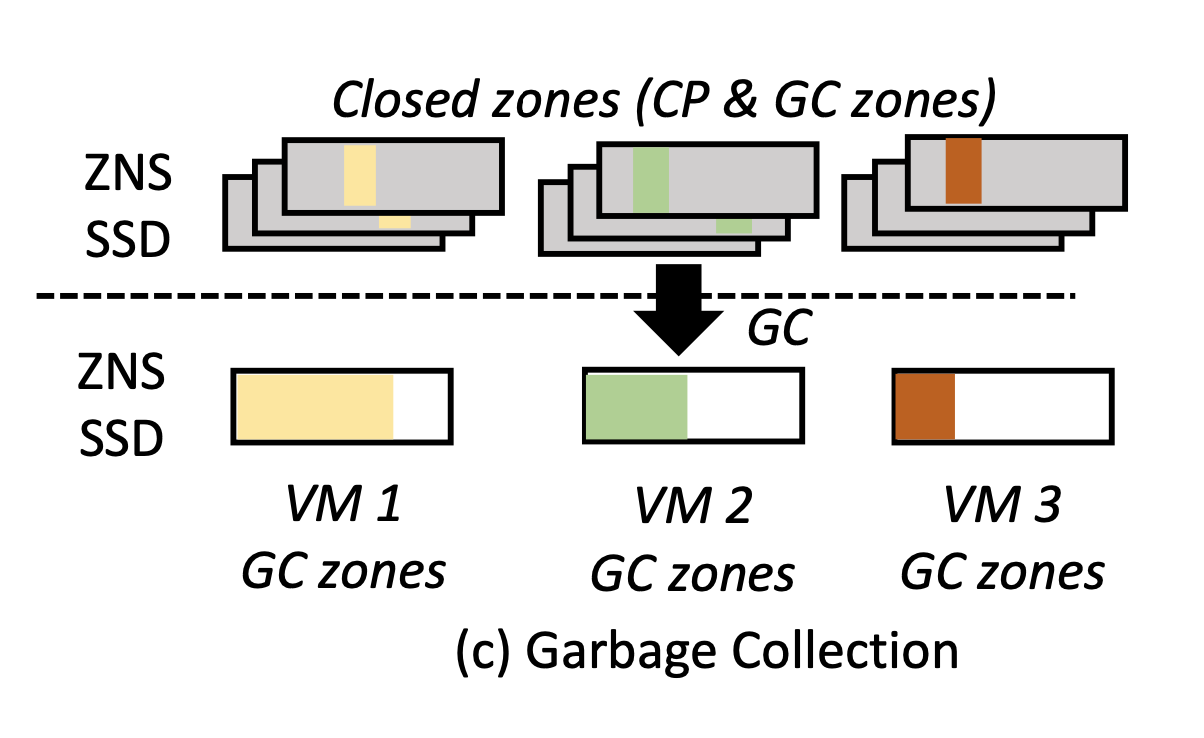 Closed zones (CP & GC zones)
ZNS
SSD
GC
ZNS
SSD
VM 1
GC zones
VM 2
GC zones
VM 3
GC zones
(c) Garbage Collection